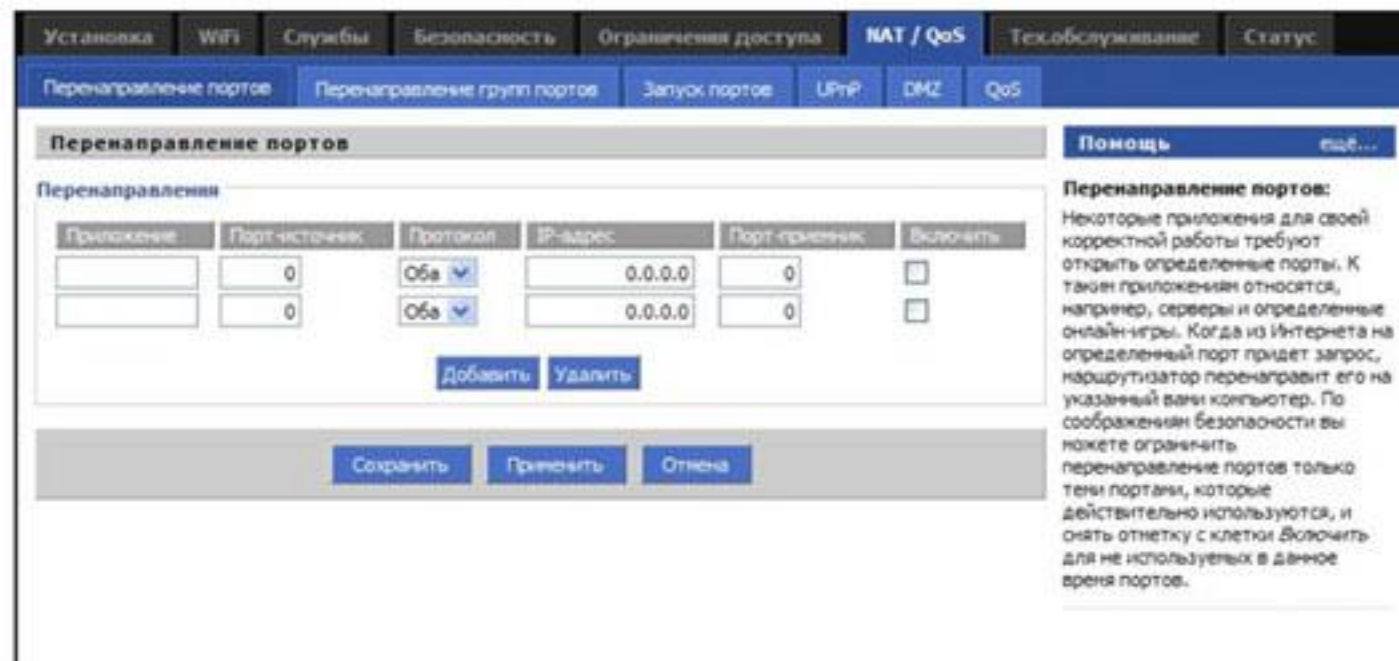 Установка WiFi Службы Безопасность Ограничения доступа NAT / QoS Тех.обслуживание Статус
Перенаправление портов Перенаправление групп портов Запуск портов UPnP DMZ QoS
Перенаправление портов
Перенаправления
Приложение Порт-источник Протокол IP-адрес Порт-приемник Включить
0 Оба 0.0.0.0 0
0 Оба 0.0.0.0 0
Добавить Удалить
Сохранить Применить Отмена
Помощь ещё...
Перенаправление портов:
Некоторые приложения для своей
корректной работы требуют
открыть определенные порты. К
таким приложениям относятся,
например, серверы и определенные
онлайн-игры. Когда из Интернета на
определенный порт придет запрос,
маршрутизатор перенаправит его на
указанный вами компьютер. По
соображениям безопасности вы
можете ограничить
перенаправление портов только
теми портами, которые
действительно используются, и
снять отметку с клетки Включить
для не используемых в данное
время портов.